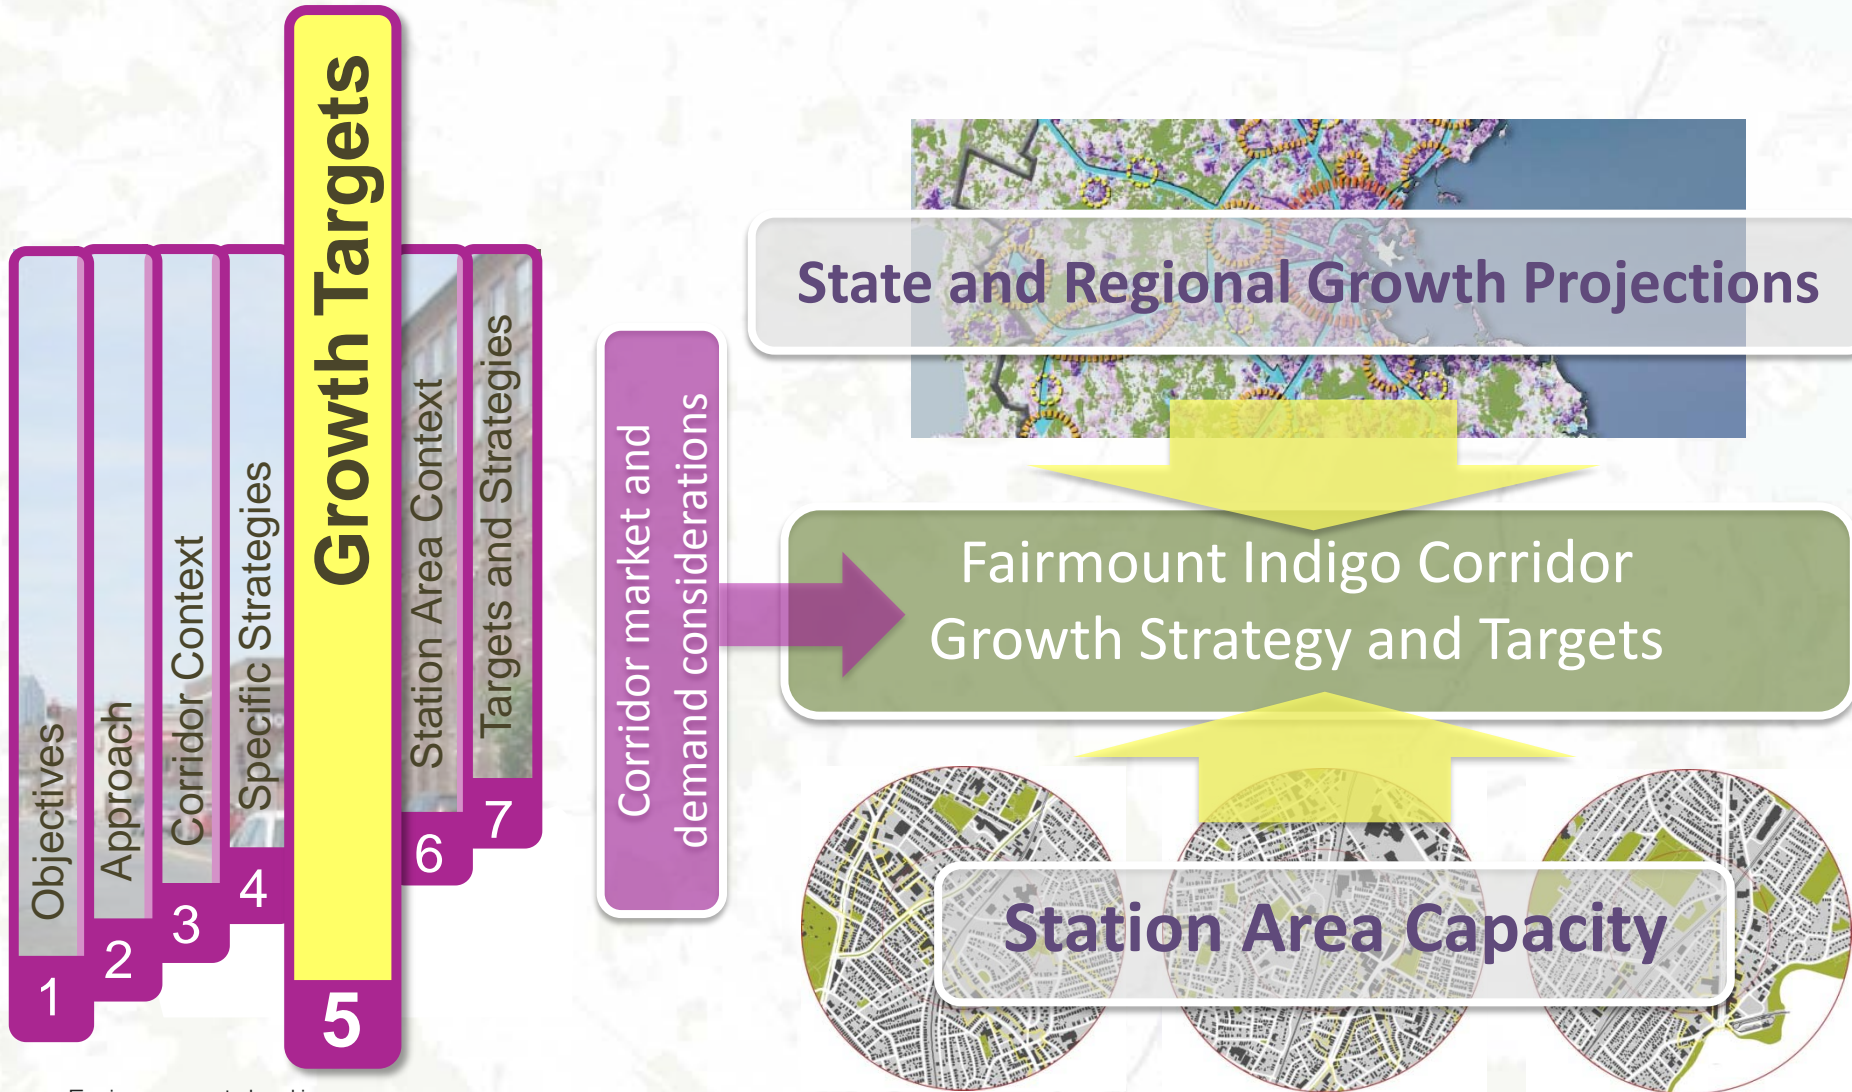 Objectives
1
Approach
2
Corridor Context
3
Specific Strategies
4
Growth Targets
5
Station Area Context
6
Targets and Strategies
7
State and Regional Growth Projections
Corridor market and
demand considerations
Fairmount Indigo Corridor
Growth Strategy and Targets
Station Area Capacity